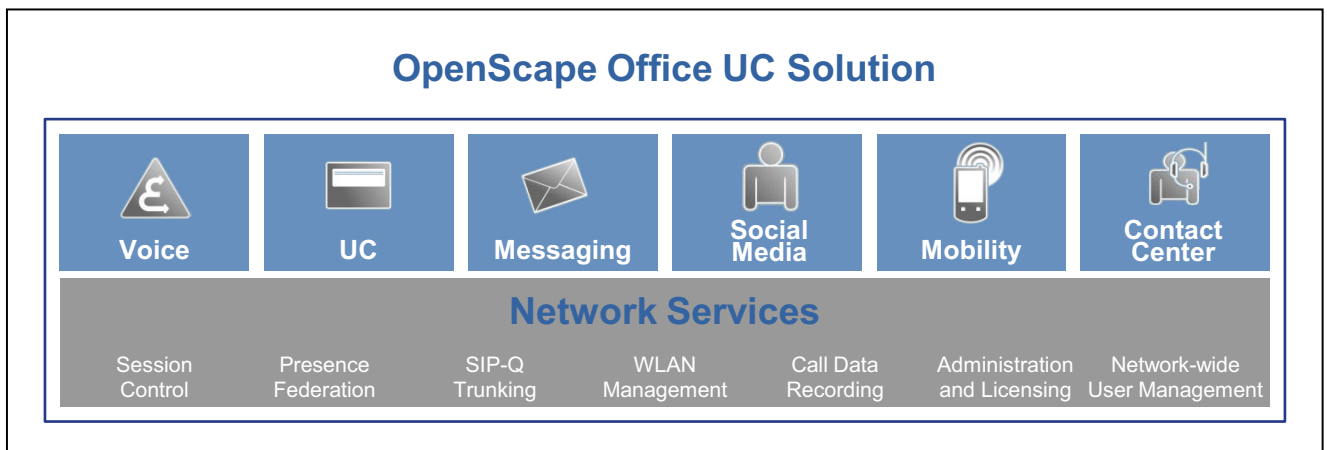 OpenScape Office UC Solution
Voice
UC
Messaging
Social
Media
Mobility
Contact
Center
Network Services
Session
Control
Presence
Federation
SIP-Q
Trunking
WLAN
Management
Call Data
Recording
Administration
and Licensing
Network-wide
User Management